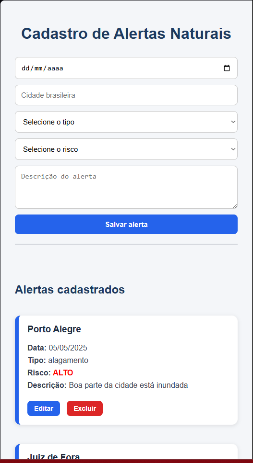 Cadastro de Alertas Naturais
dd/mm/aaaa
Cidade brasileira
Selecione o tipo
Selecione o risco
Descrição do alerta
Salvar alerta
Alertas cadastrados
Porto Alegre
Data: 05/05/2025
Tipo: alagamento
Risco: ALTO
Descrição: Boa parte da cidade está inundada
Editar Excluir
Juiz de Fora